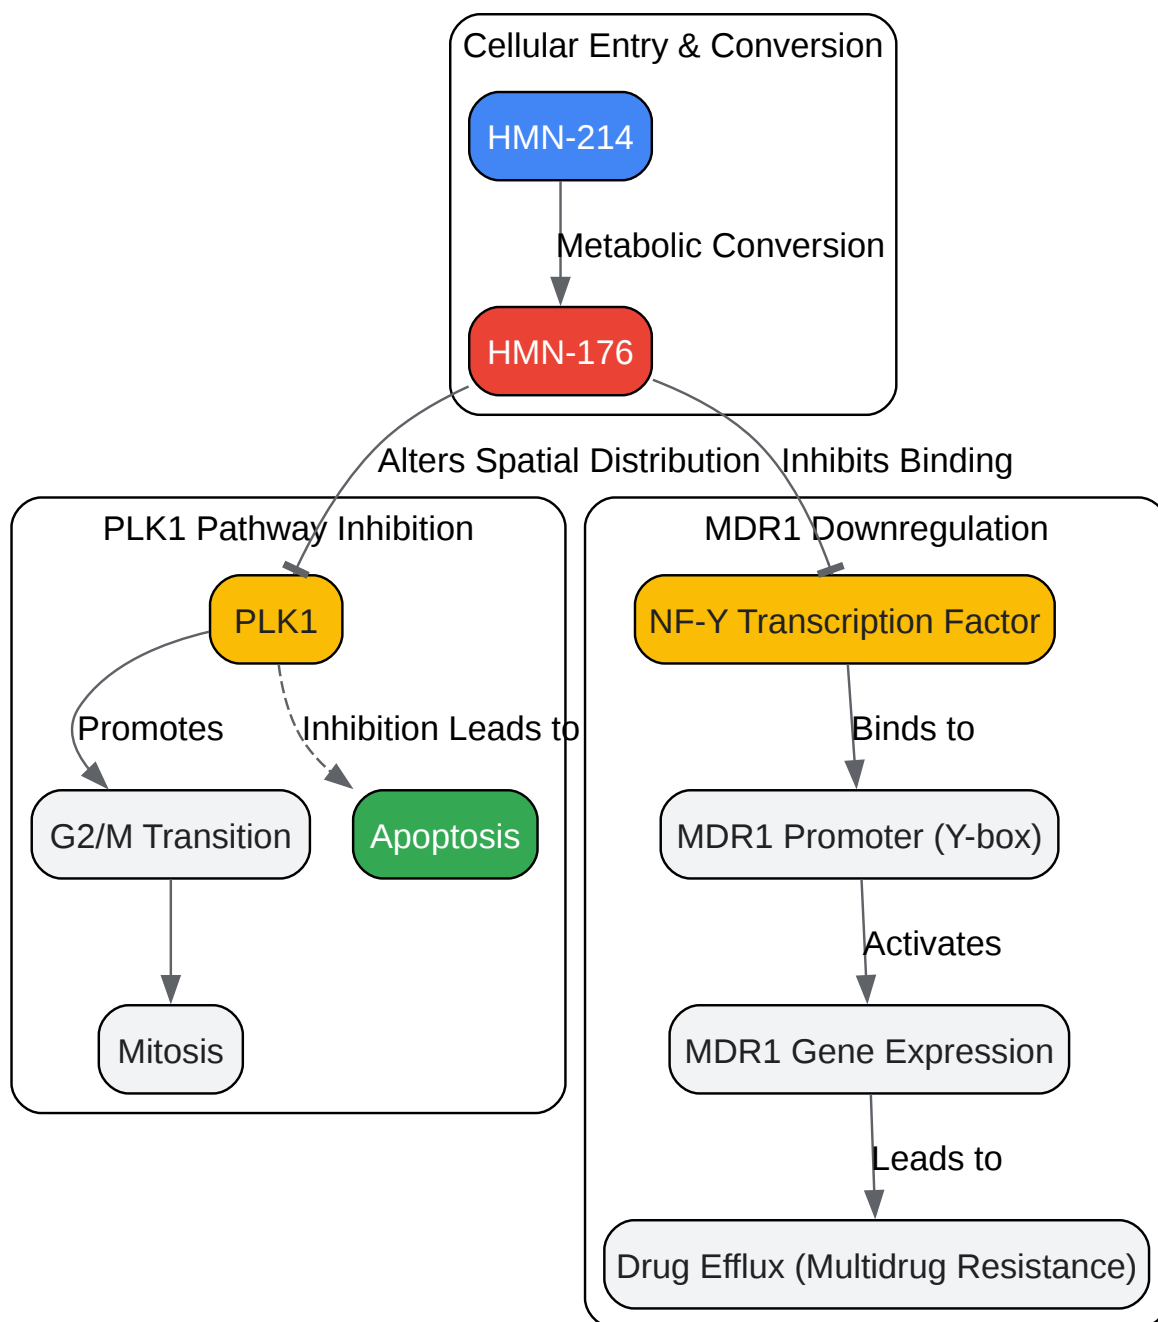 Cellular Entry & Conversion
HMN-214
Metabolic Conversion
HMN-176
Alters Spatial Distribution
Inhibits Binding
PLK1 Pathway Inhibition
PLK1
Promotes
Inhibition Leads to
G2/M Transition
Apoptosis
Mitosis
MDR1 Downregulation
NF-Y Transcription Factor
Binds to
MDR1 Promoter (Y-box)
Activates
MDR1 Gene Expression
Leads to
Drug Efflux (Multidrug Resistance)